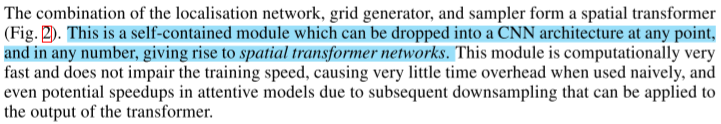 The combination of the localisation network, grid generator, and sampler form a spatial transformer
(Fig. 2). This is a self-contained module which can be dropped into a CNN architecture at any point,
and in any number, giving rise to spatial transformer networks. This module is computationally very
fast and does not impair the training speed, causing very little time overhead when used naively, and
even potential speedups in attentive models due to subsequent downsampling that can be applied to
the output of the transformer.